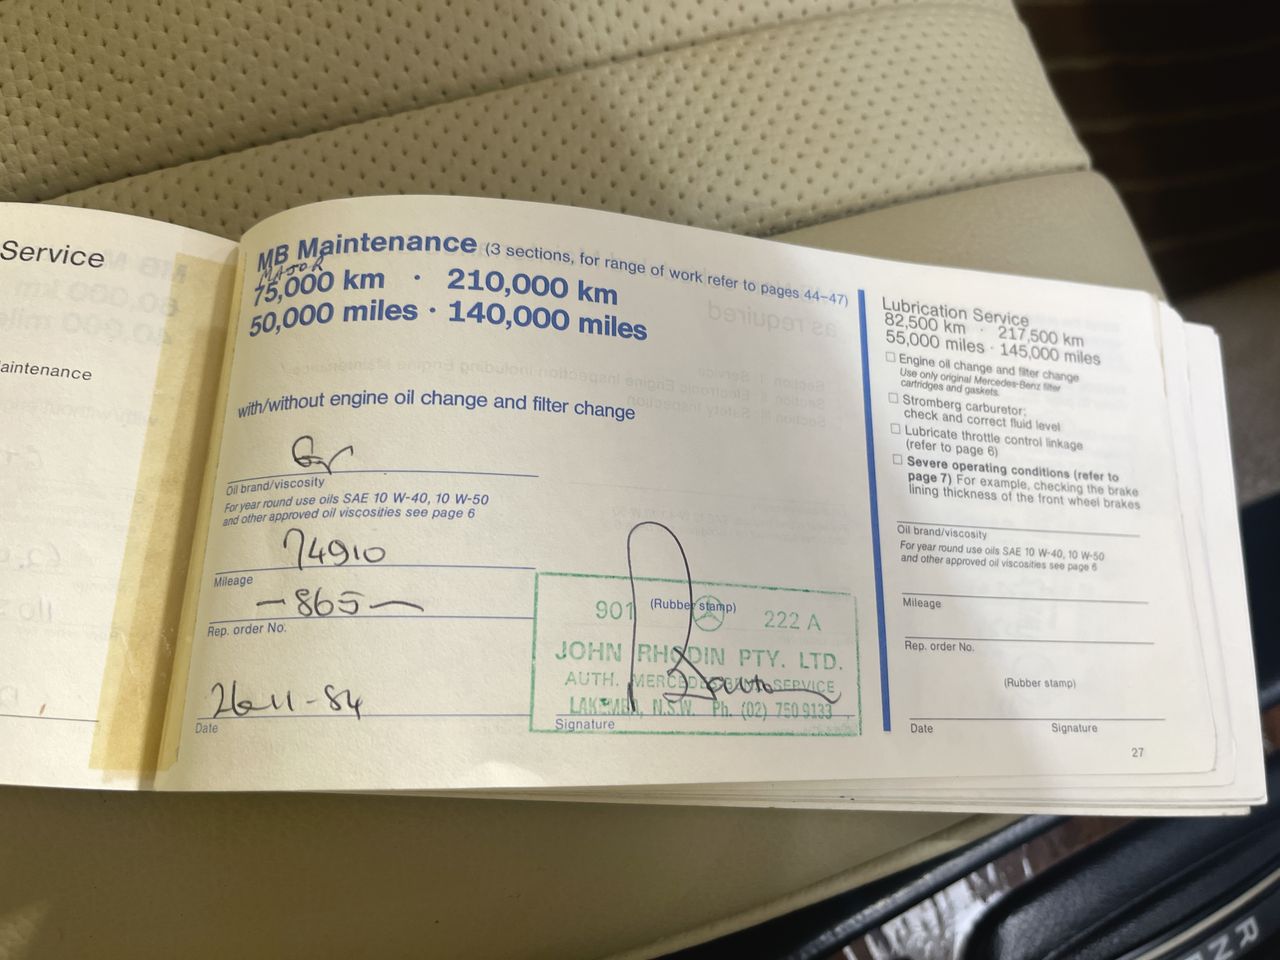 Service
aintenance
MB Maintenance (3 sections, for range of work refer to pages 44–47)
MAJOR
75,000 km · 210,000 km
50,000 miles · 140,000 miles
with/without engine oil change and filter change
Oil brand/viscosity
For year round use oils SAE 10 W-40, 10 W-50
and other approved oil viscosities see page 6
74910
Mileage
—865—
Rep. order No.
26-11-84
Date
901 (Rubber stamp) 222 A
JOHN RHODIN PTY. LTD.
AUTH. MERCEDES-BENZ SERVICE
LAKEMBA, N.S.W. Ph. (02) 750 9133
Signature
Lubrication Service
82,500 km · 217,500 km
55,000 miles · 145,000 miles
Engine oil change and filter change
Use only original Mercedes-Benz filter
cartridges and gaskets.
Stromberg carburetor;
check and correct fluid level
Lubricate throttle control linkage
(refer to page 6)
Severe operating conditions (refer to
page 7) For example, checking the brake
lining thickness of the front wheel brakes
Oil brand/viscosity
For year round use oils SAE 10 W-40, 10 W-50
and other approved oil viscosities see page 6
Mileage
Rep. order No.
(Rubber stamp)
Date Signature
27
R
N